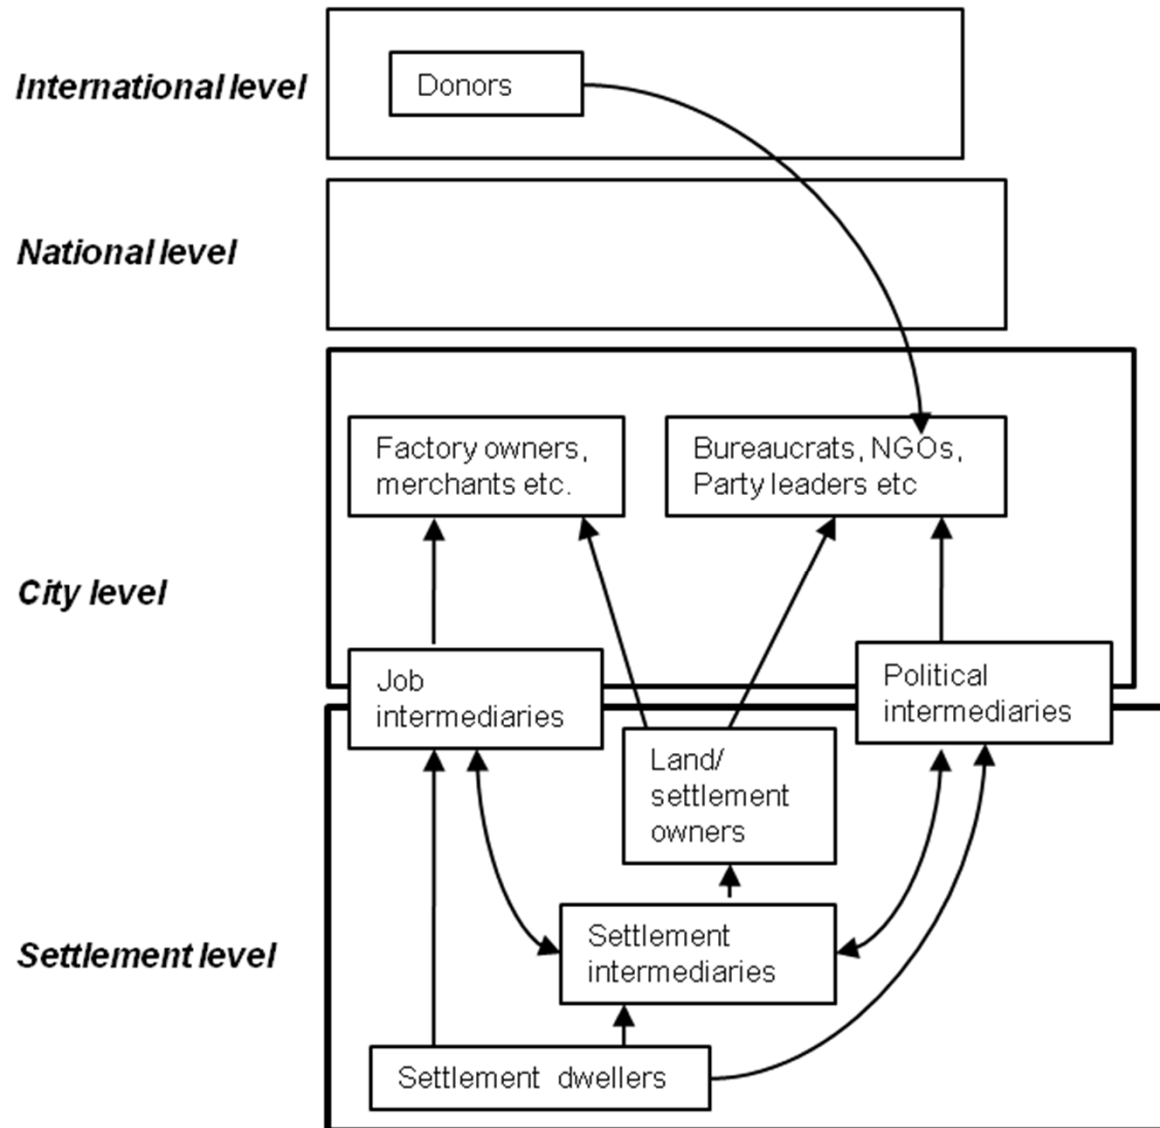 International level
Donors
National level
Factory owners,
merchants etc.
Bureaucrats, NGOs,
Party leaders etc
City level
Job
intermediaries
Political
intermediaries
Land/
settlement
owners
Settlement level
Settlement
intermediaries
Settlement dwellers